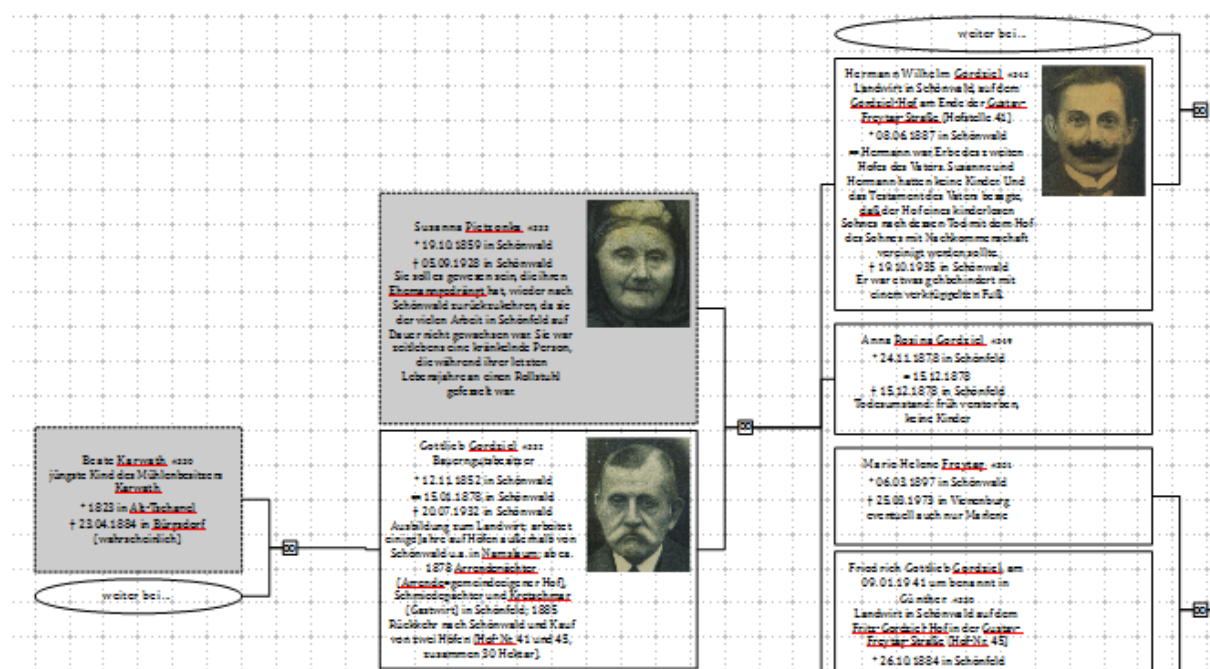 weiter bei...
Hermann Wilhelm Gordziel
Landwirt in Schönwald, auf dem
Gordziel-Hof am Ende der Gustav-
Freytag-Straße (Hofstelle 41)
* 08.06.1887 in Schönwald
∞ Hermann war Erbe des zweiten
Hofes des Vaters. Susanne und
Hermann hatten keine Kinder. Und
das Testament des Vaters besagte,
daß der Hof eines kinderlosen
Sohnes nach dessen Tod mit dem Hof
des Sohnes mit Nachkommenschaft
vereinigt werden sollte.
† 19.10.1935 in Schönwald
Er war etwas gehbehindert mit
einem verkrüppelten Fuß.
Susanna Pietzonka
* 19.10.1859 in Schönwald
† 05.09.1928 in Schönwald
Sie soll es gewesen sein, die ihren
Ehemanngedrängt hat, wieder nach
Schönwald zurückzukehren, da sie
der vielen Arbeit in Schönfeld auf
Dauer nicht gewachsen war. Sie war
zeitlebens eine kränkelnde Person,
die während ihrer letzten
Lebensjahre an einen Rollstuhl
gefesselt war.
Anna Rosina Gordziel
* 24.11.1878 in Schönfeld
15.12.1878
† 15.12.1878 in Schönfeld
Todesumstand: früh verstorben,
keine Kinder
Beate Karwath
jüngste Kind des Mühlenbesitzers
Karwath
* 1823 in Alt-Tschapel
† 23.04.1884 in Bürgsdorf
(wahrscheinlich)
weiter bei...
Gottlieb Gordziel
Bauerngutsbesitzer
* 12.11.1852 in Schönwald
∞ 15.01.1878, in Schönwald
† 20.07.1932 in Schönwald
Ausbildung zum Landwirt; arbeitet
einige Jahre auf Höfen außerhalb von
Schönwald u.a. in Namslaum; ab ca.
1878 Arrendepächter
(Arrende=gemeindeeigener Hof),
Schmiedepächter und Kretschmar
(Gastwirt) in Schönfeld; 1885
Rückkehr nach Schönwald und Kauf
von zwei Höfen (Hof-Nr. 41 und 45,
zusammen 30 Hektar).
Marie Helene Freytag
* 06.03.1897 in Schönwald
† 25.03.1973 in Vienenburg
eventuell auch nur Marlene
Friedrich Gottlieb Gordziel, am
09.01.1941 umbenannt in
Günther
Landwirt in Schönwald auf dem
Fritz-Gordziel-Hof in der Gustav-
Freytag-Straße (Hof-Nr. 45)
* 26.10.1884 in Schönfeld